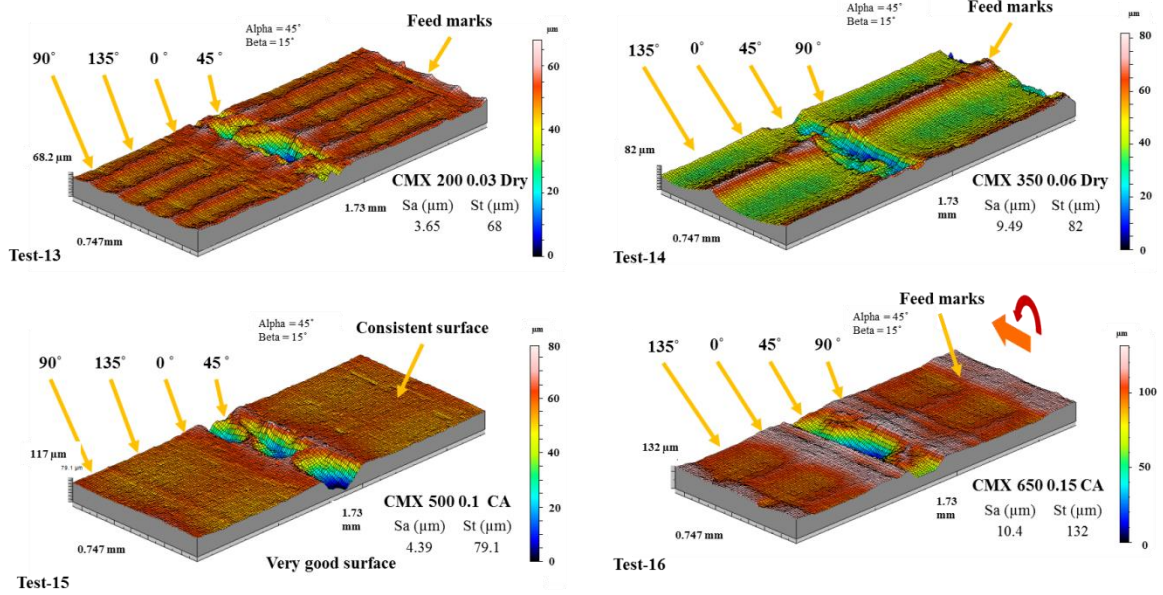 Alpha = 45°
Beta = 15°
Feed marks
90°
135°
0°
45°
µm
60
40
20
0
68.2 µm
CMX 200 0.03 Dry
Sa (µm) St (µm)
3.65 68
1.73 mm
0.747mm
Test-13
Alpha = 45°
Beta = 15°
Feed marks
135°
0°
45°
90°
µm
80
60
40
20
0
82 µm
CMX 350 0.06 Dry
Sa (µm) St (µm)
9.49 82
1.73
mm
0.747 mm
Test-14
Alpha = 45°
Beta = 15°
Consistent surface
90°
135°
0°
45°
µm
80
60
40
20
0
117 µm
79.1 µm
CMX 500 0.1 CA
Sa (µm) St (µm)
4.39 79.1
1.73
mm
0.747 mm
Very good surface
Test-15
Feed marks
Alpha = 45°
Beta = 15°
135°
0°
45°
90°
µm
100
50
0
132 µm
CMX 650 0.15 CA
Sa (µm) St (µm)
10.4 132
1.73
mm
0.747 mm
Test-16